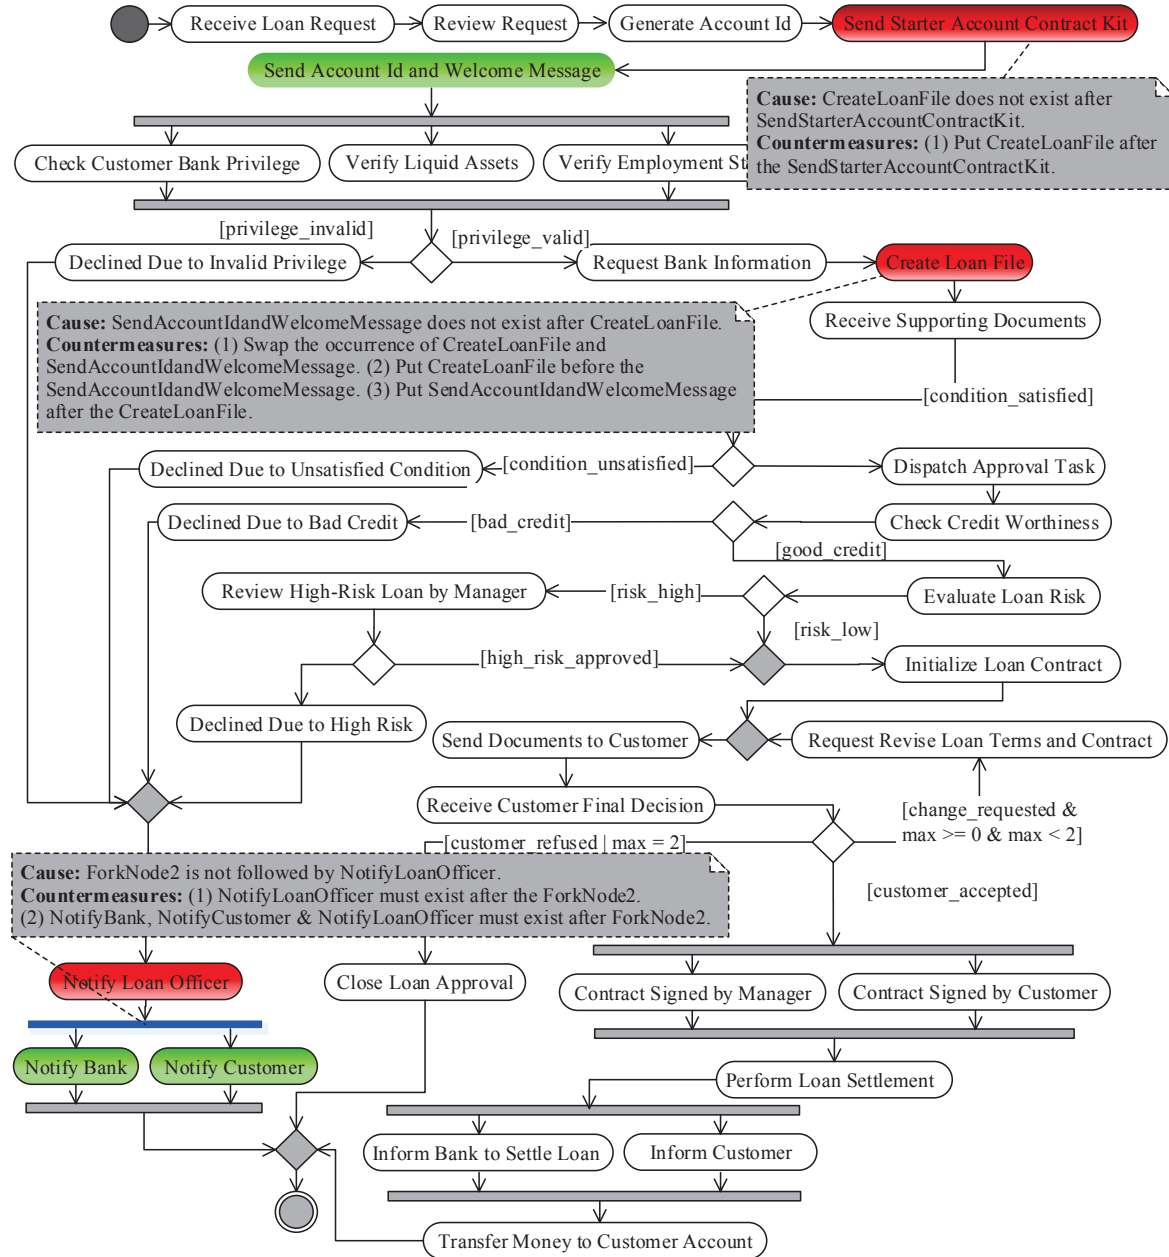 Receive Loan Request
Review Request
Generate Account Id
Send Starter Account Contract Kit
Send Account Id and Welcome Message
Cause: CreateLoanFile does not exist after
SendStarterAccountContractKit.
Countermeasures: (1) Put CreateLoanFile after
the SendStarterAccountContractKit.
Check Customer Bank Privilege
Verify Liquid Assets
Verify Employment St
[privilege_invalid]
[privilege_valid]
Declined Due to Invalid Privilege
Request Bank Information
Create Loan File
Cause: SendAccountIdandWelcomeMessage does not exist after CreateLoanFile.
Countermeasures: (1) Swap the occurrence of CreateLoanFile and
SendAccountIdandWelcomeMessage. (2) Put CreateLoanFile before the
SendAccountIdandWelcomeMessage. (3) Put SendAccountIdandWelcomeMessage
after the CreateLoanFile.
Receive Supporting Documents
[condition_satisfied]
Declined Due to Unsatisfied Condition
[condition_unsatisfied]
Dispatch Approval Task
Declined Due to Bad Credit
[bad_credit]
Check Credit Worthiness
[good_credit]
Review High-Risk Loan by Manager
[risk_high]
Evaluate Loan Risk
[risk_low]
[high_risk_approved]
Initialize Loan Contract
Declined Due to High Risk
Send Documents to Customer
Request Revise Loan Terms and Contract
Receive Customer Final Decision
[change_requested &
max >= 0 & max < 2]
[customer_refused | max = 2]
[customer_accepted]
Cause: ForkNode2 is not followed by NotifyLoanOfficer.
Countermeasures: (1) NotifyLoanOfficer must exist after the ForkNode2.
(2) NotifyBank, NotifyCustomer & NotifyLoanOfficer must exist after ForkNode2.
Notify Loan Officer
Close Loan Approval
Contract Signed by Manager
Contract Signed by Customer
Notify Bank
Notify Customer
Perform Loan Settlement
Inform Bank to Settle Loan
Inform Customer
Transfer Money to Customer Account